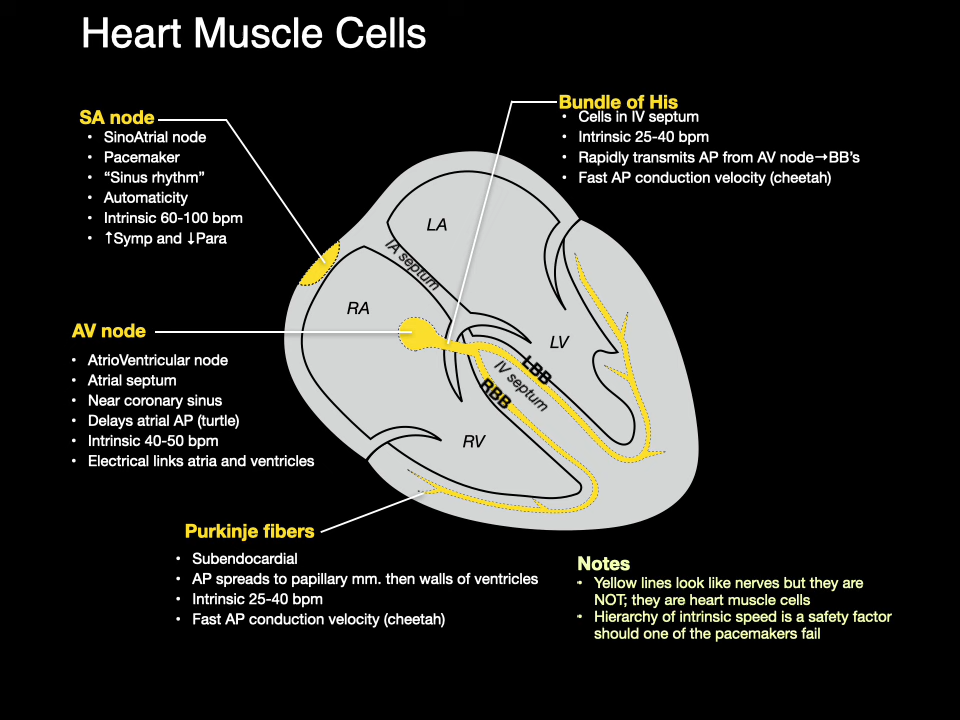 Heart Muscle Cells
SA node
• SinoAtrial node
• Pacemaker
• “Sinus rhythm”
• Automaticity
• Intrinsic 60-100 bpm
• ↑Symp and ↓Para
Bundle of His
• Cells in IV septum
• Intrinsic 25-40 bpm
• Rapidly transmits AP from AV node→BB’s
• Fast AP conduction velocity (cheetah)
LA
IA septum
RA
LV
LBB
IV septum
RBB
RV
AV node
• AtrioVentricular node
• Atrial septum
• Near coronary sinus
• Delays atrial AP (turtle)
• Intrinsic 40-50 bpm
• Electrical links atria and ventricles
Purkinje fibers
• Subendocardial
• AP spreads to papillary mm. then walls of ventricles
• Intrinsic 25-40 bpm
• Fast AP conduction velocity (cheetah)
Notes
• Yellow lines look like nerves but they are
NOT; they are heart muscle cells
• Hierarchy of intrinsic speed is a safety factor
should one of the pacemakers fail